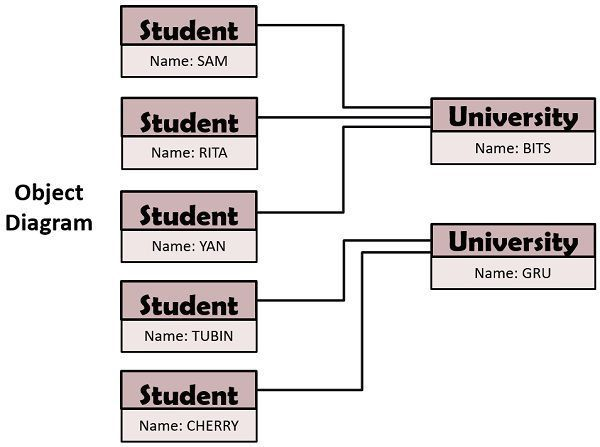 Object
Diagram
Student
Name: SAM
Student
Name: RITA
Student
Name: YAN
Student
Name: TUBIN
Student
Name: CHERRY
University
Name: BITS
University
Name: GRU